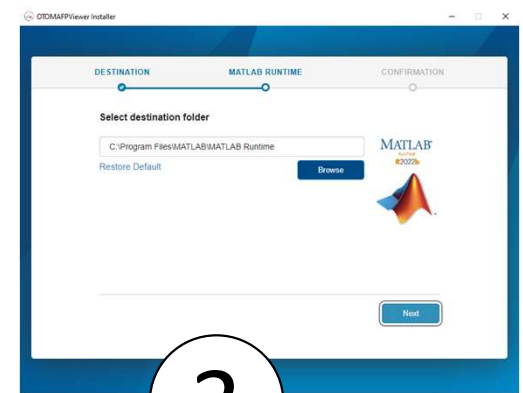 OTOMAFPViewer Installer
DESTINATION
MATLAB RUNTIME
CONFIRMATION
Select destination folder
C:\Program Files\MATLAB\MATLAB Runtime
Restore Default
Browse
MATLAB
R2022b
Next
2